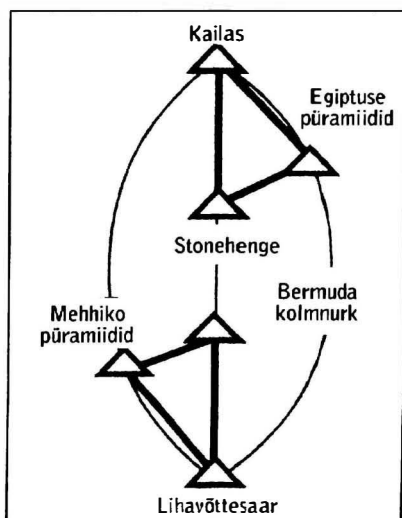 Kailas
Egiptuse
püramiidid
Stonehenge
Mehhiko
püramiidid
Bermuda
kolmnurk
Lihavõttesaar